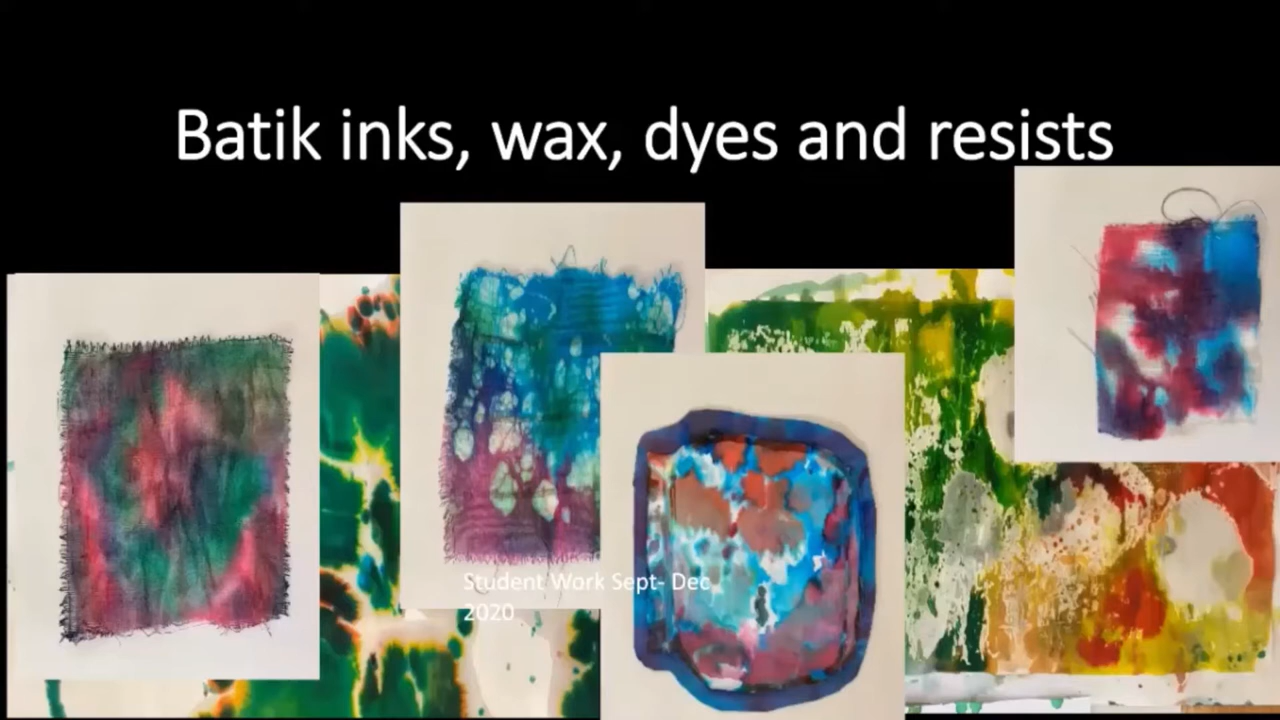 Batik inks, wax, dyes and resists
Student Work Sept- Dec
2020